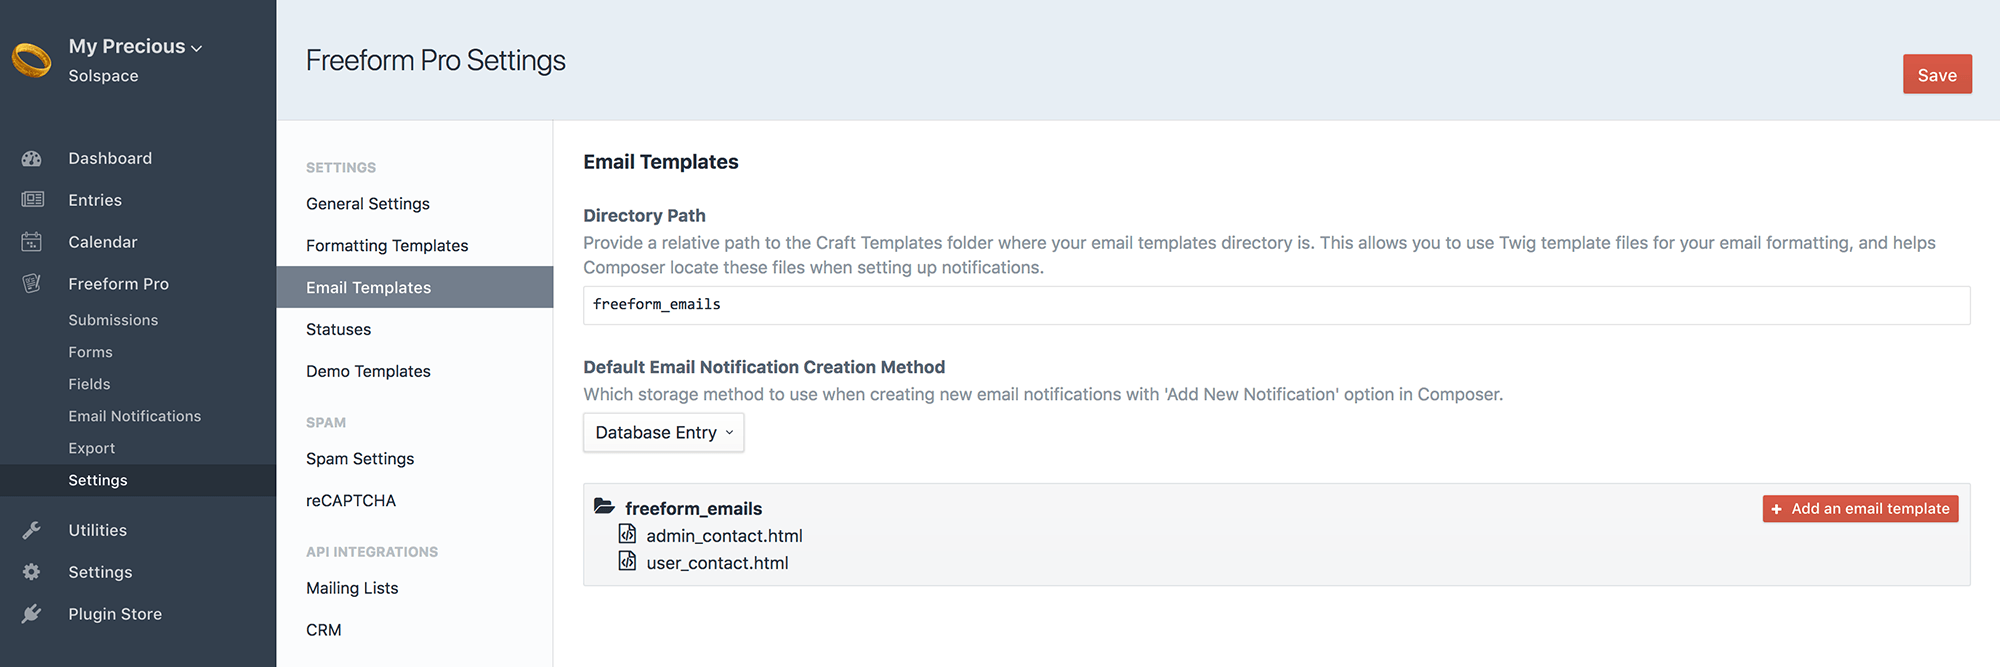 My Precious
Solspace
Dashboard
Entries
Calendar
Freeform Pro
Submissions
Forms
Fields
Email Notifications
Export
Settings
Utilities
Settings
Plugin Store
Freeform Pro Settings
Save
SETTINGS
General Settings
Formatting Templates
Email Templates
Statuses
Demo Templates
SPAM
Spam Settings
reCAPTCHA
API INTEGRATIONS
Mailing Lists
CRM
Email Templates
Directory Path
Provide a relative path to the Craft Templates folder where your email templates directory is. This allows you to use Twig template files for your email formatting, and helps
Composer locate these files when setting up notifications.
freeform_emails
Default Email Notification Creation Method
Which storage method to use when creating new email notifications with 'Add New Notification' option in Composer.
Database Entry
freeform_emails
+ Add an email template
admin_contact.html
user_contact.html